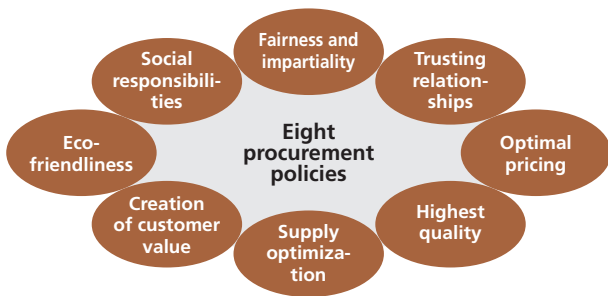 Fairness and
impartiality
Trusting
relation-
ships
Optimal
pricing
Highest
quality
Supply
optimiza-
tion
Creation
of customer
value
Eco-
friendliness
Social
responsibili-
ties
Eight
procurement
policies